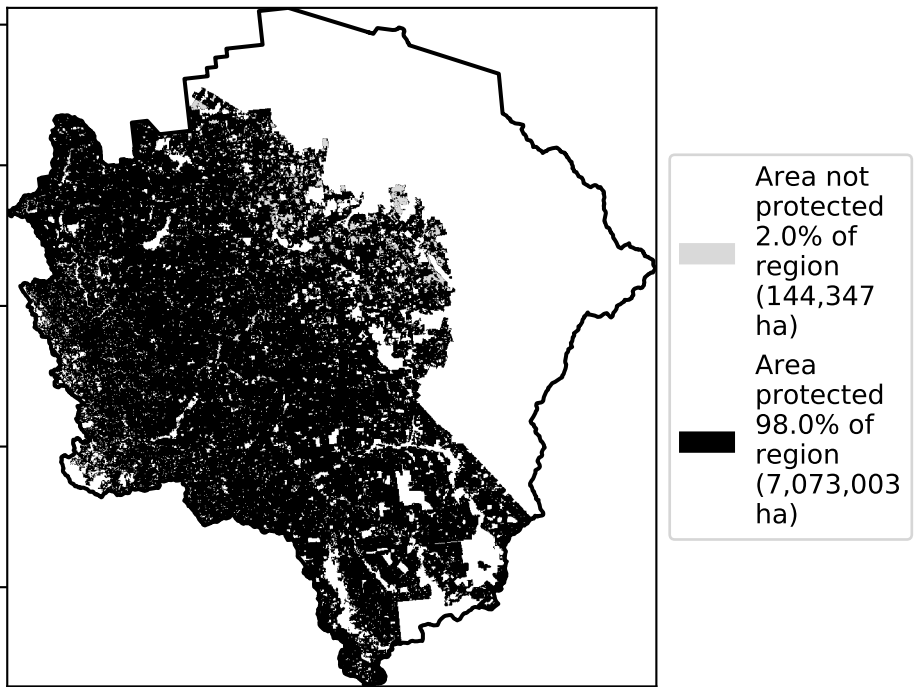 Area not
protected
2.0% of
region
(144,347
ha)
Area
protected
98.0% of
region
(7,073,003
ha)